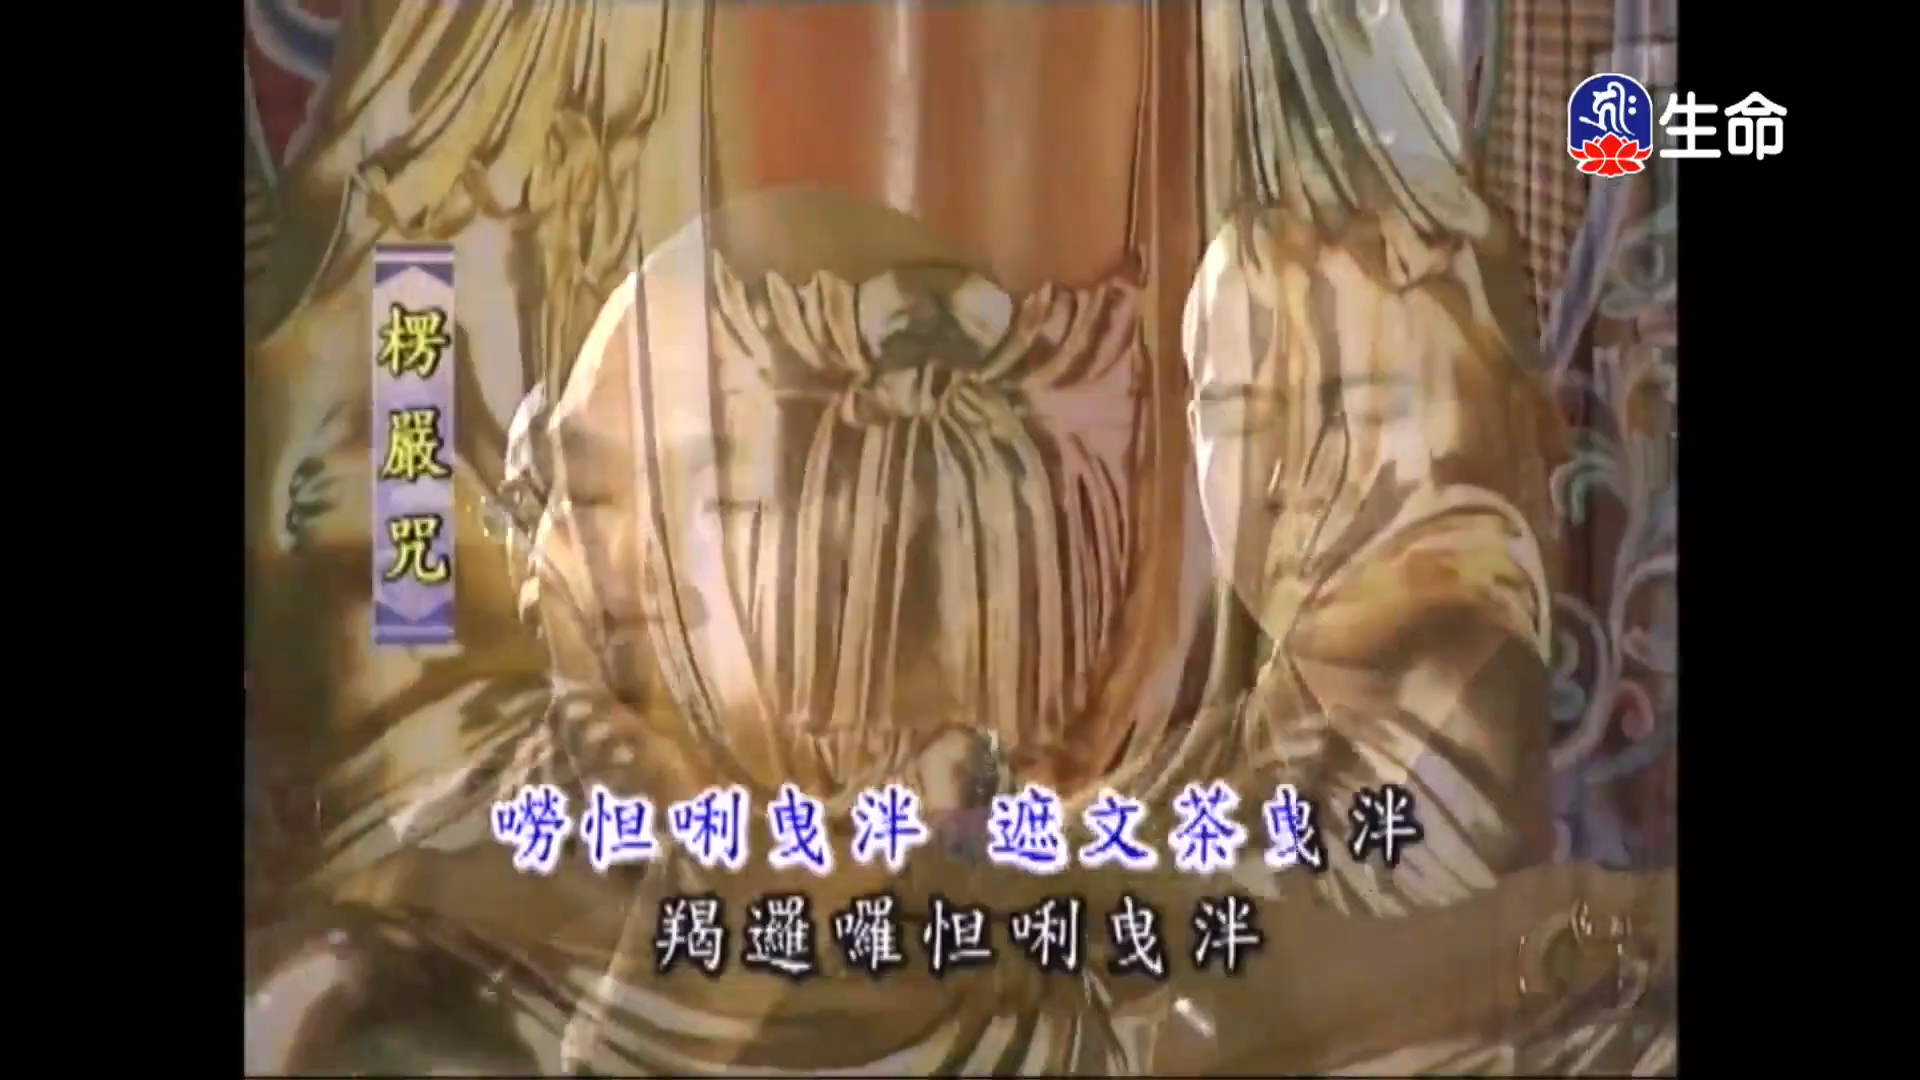 生命
楞嚴咒
嘮怛唎曳泮 遮文茶曳泮
羯邏囉怛唎曳泮